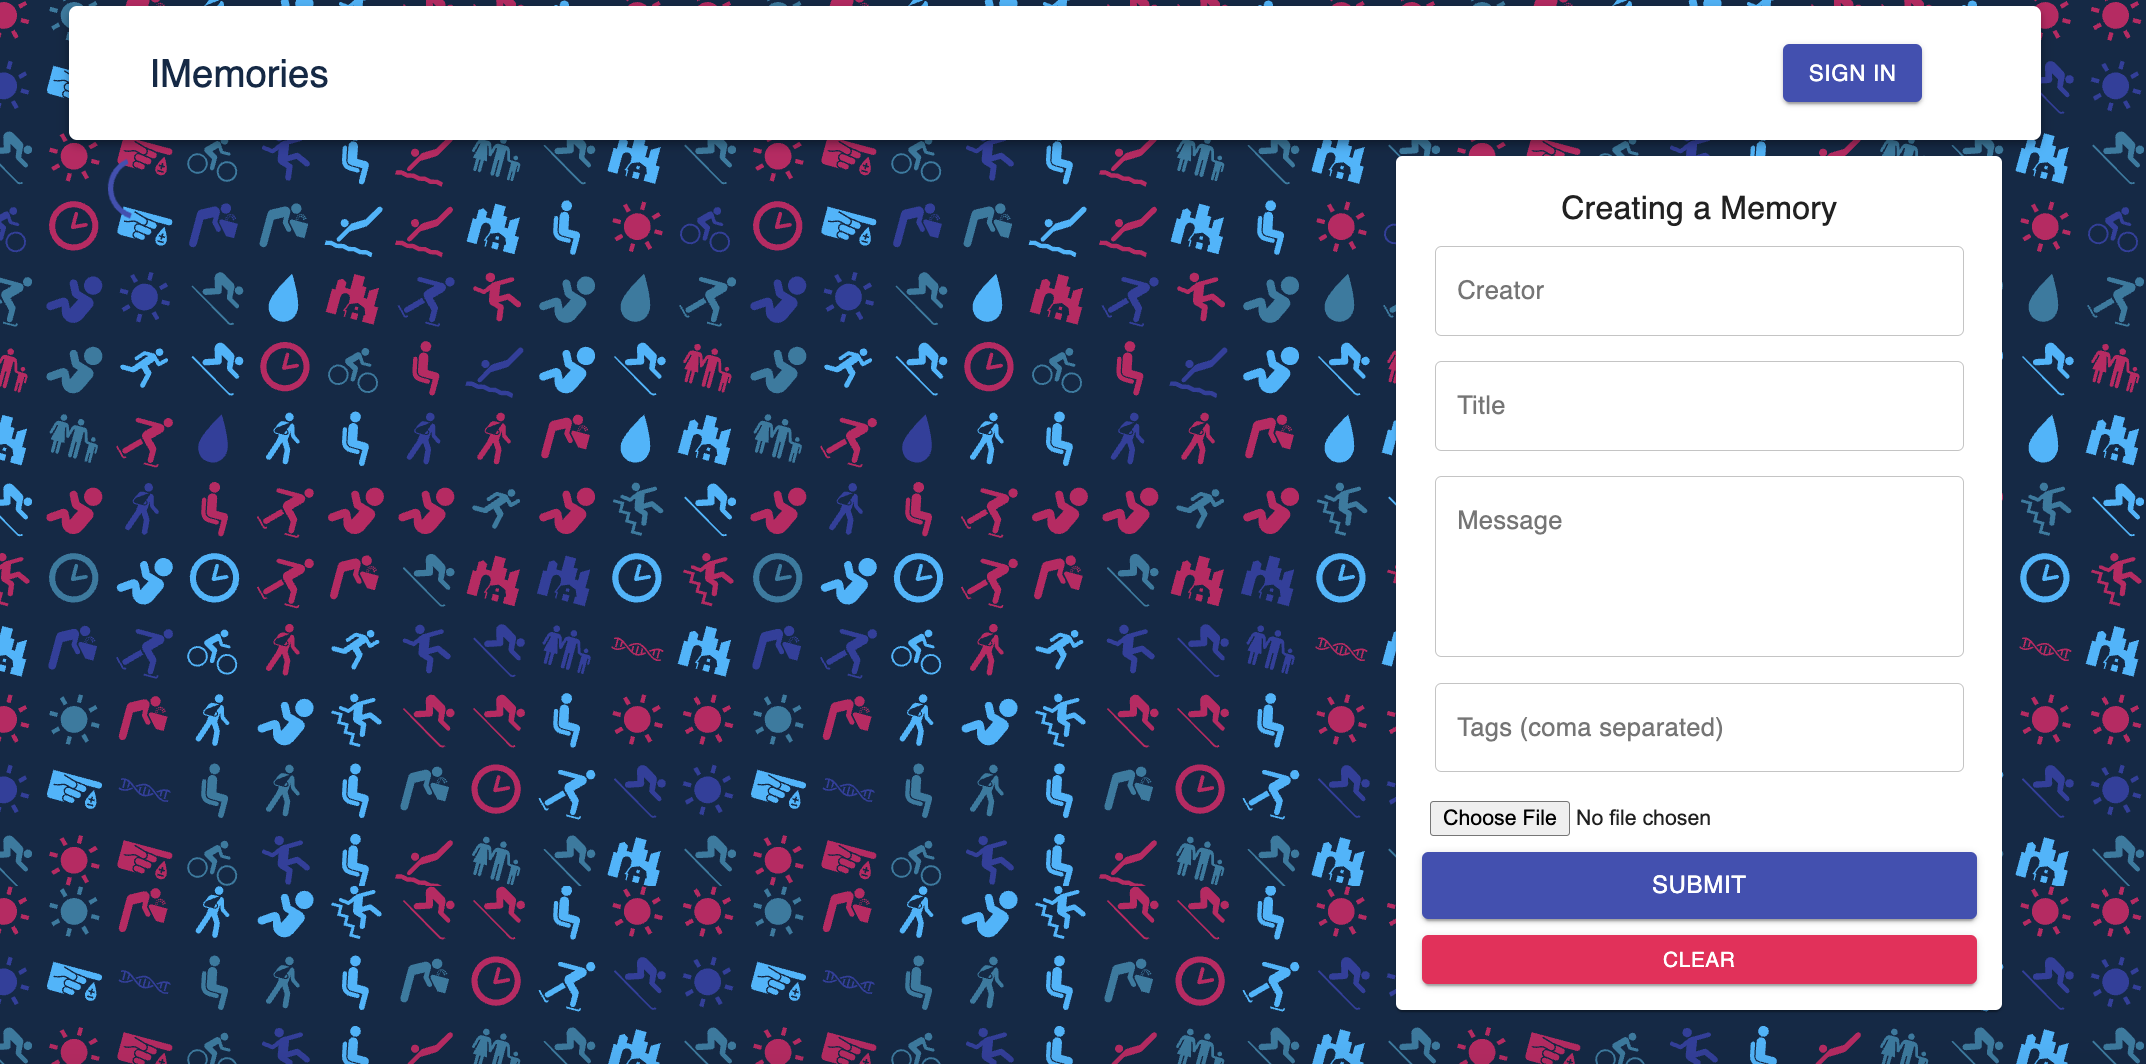 IMemories
SIGN IN
Creating a Memory
Creator
Title
Message
Tags (coma separated)
Choose File No file chosen
SUBMIT
CLEAR